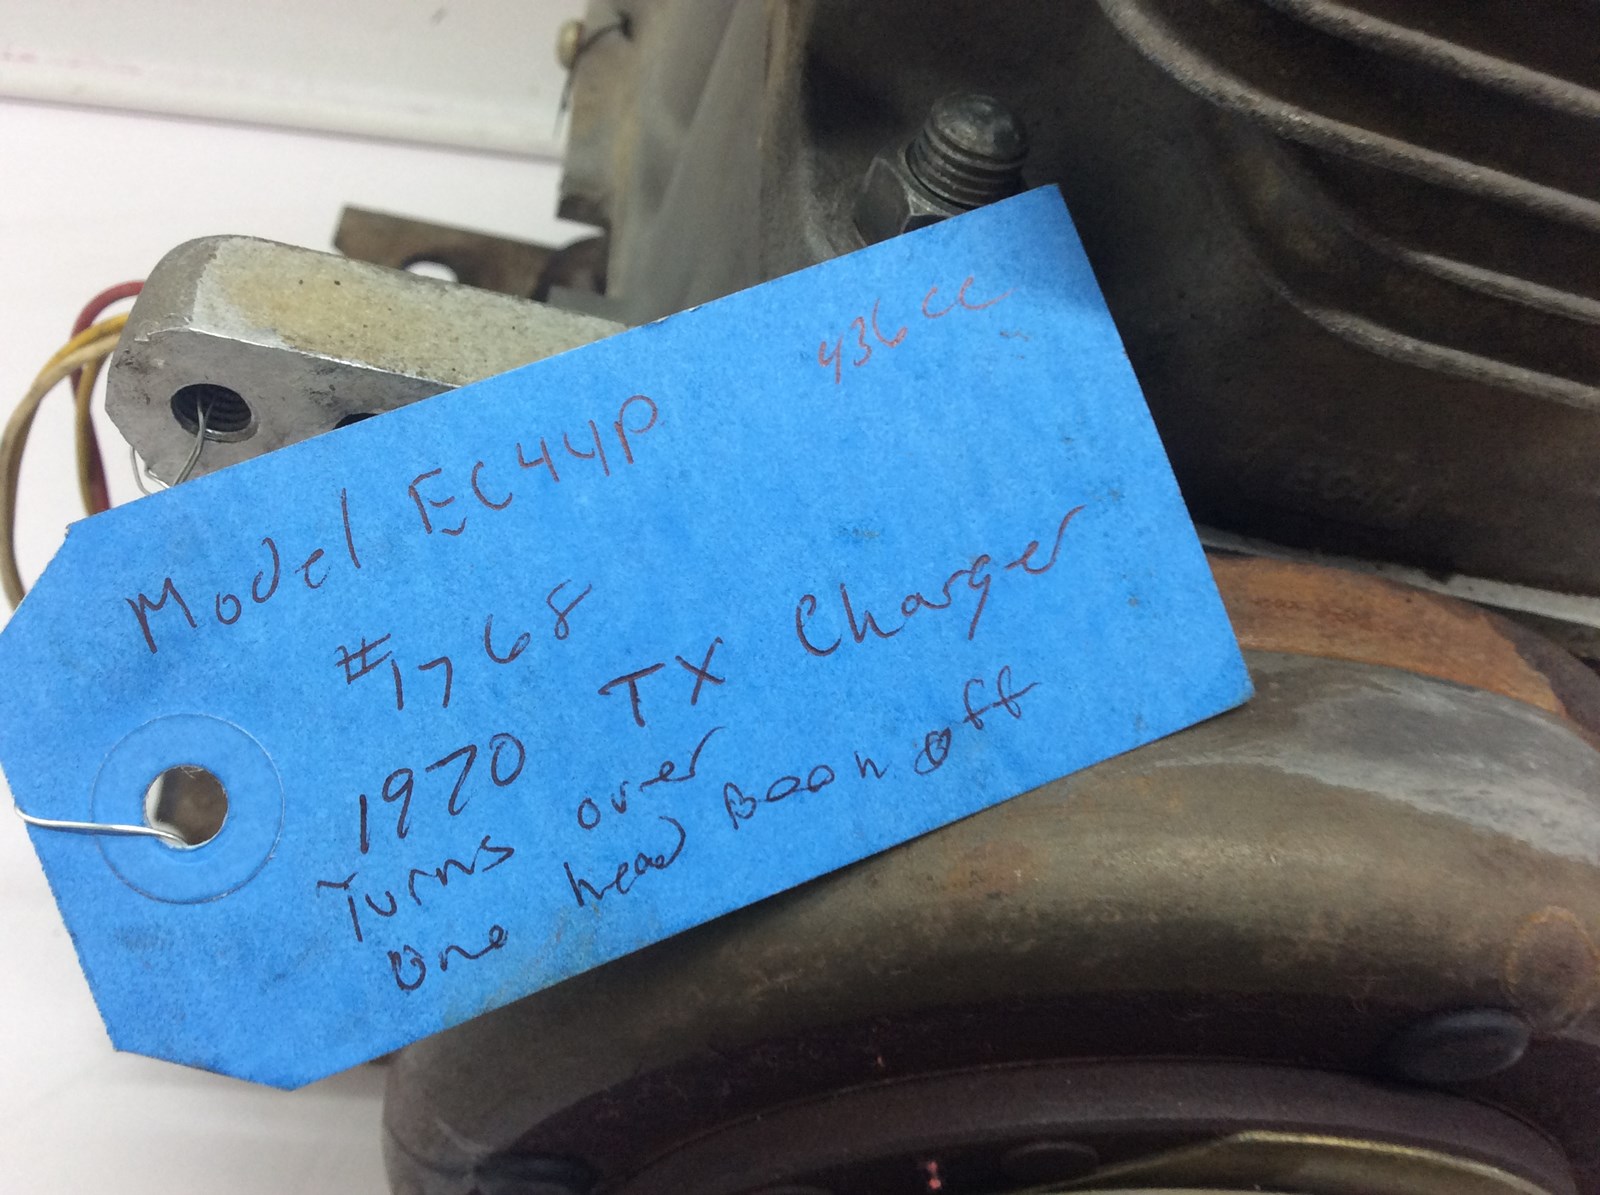 436cc
Model EC44P
#1768
1970 TX Charger
Turns over
one head Been off